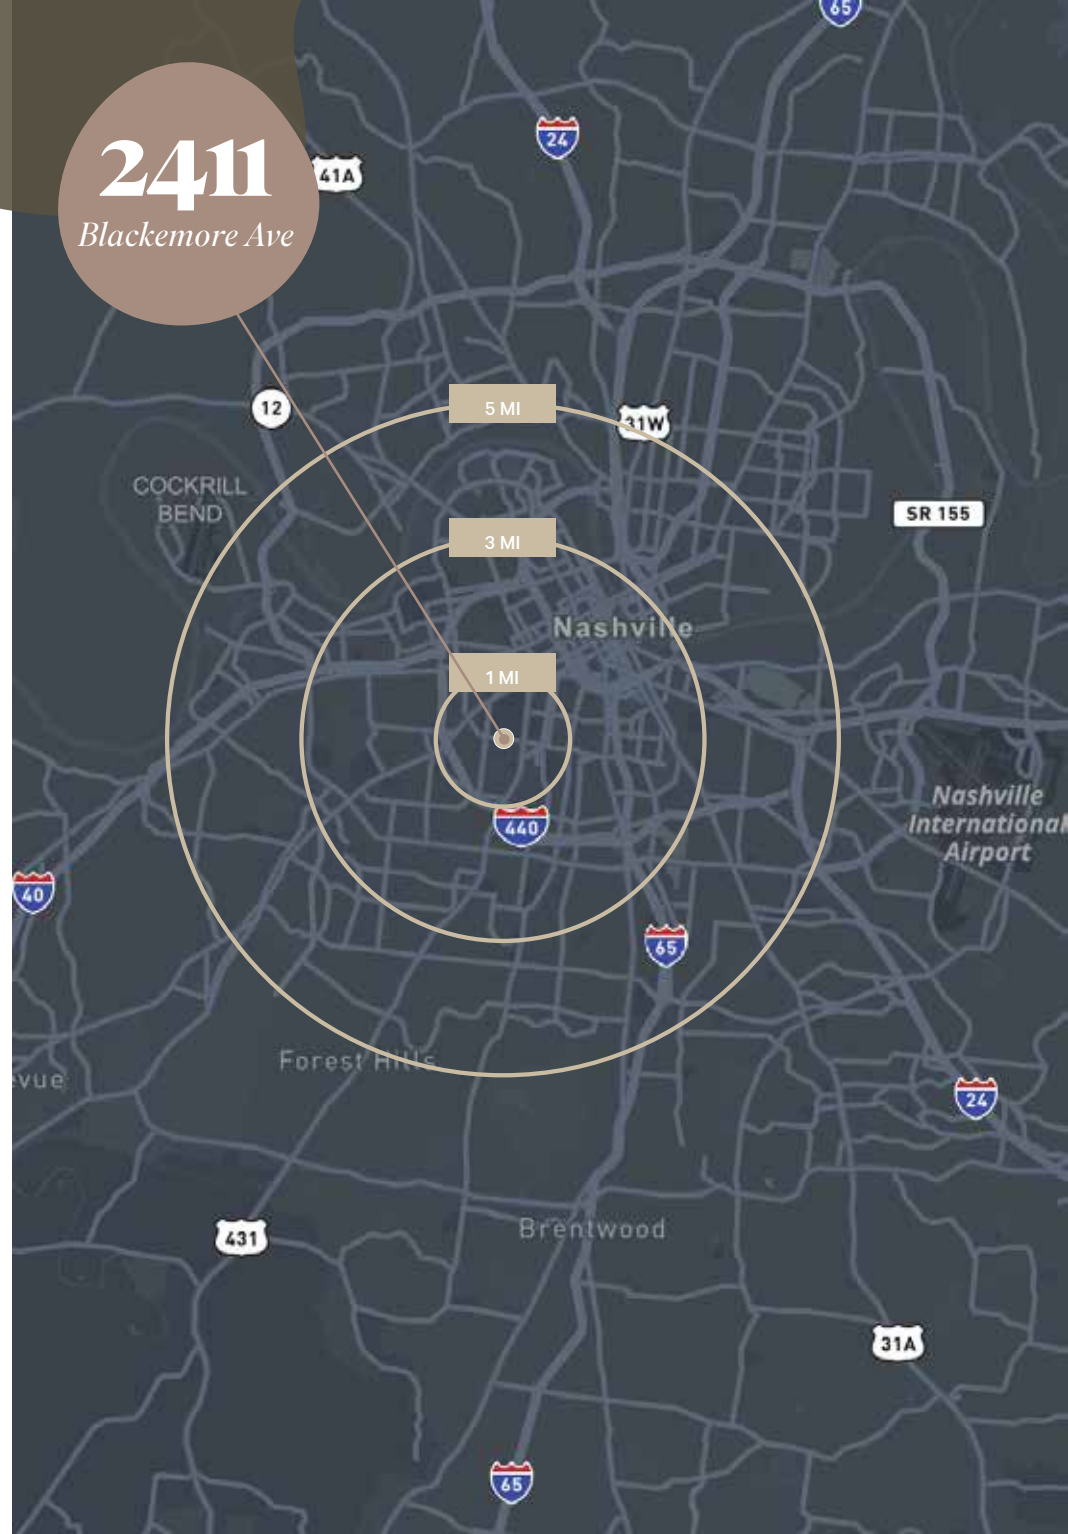 65
24
2411
41A
Blackemore Ave
5 MI
12
31W
COCKRILL
BEND
SR 155
3 MI
Nashville
1 MI
Nashville
International
Airport
440
40
65
Forest Hills
evue
24
Brentwood
431
31A
65